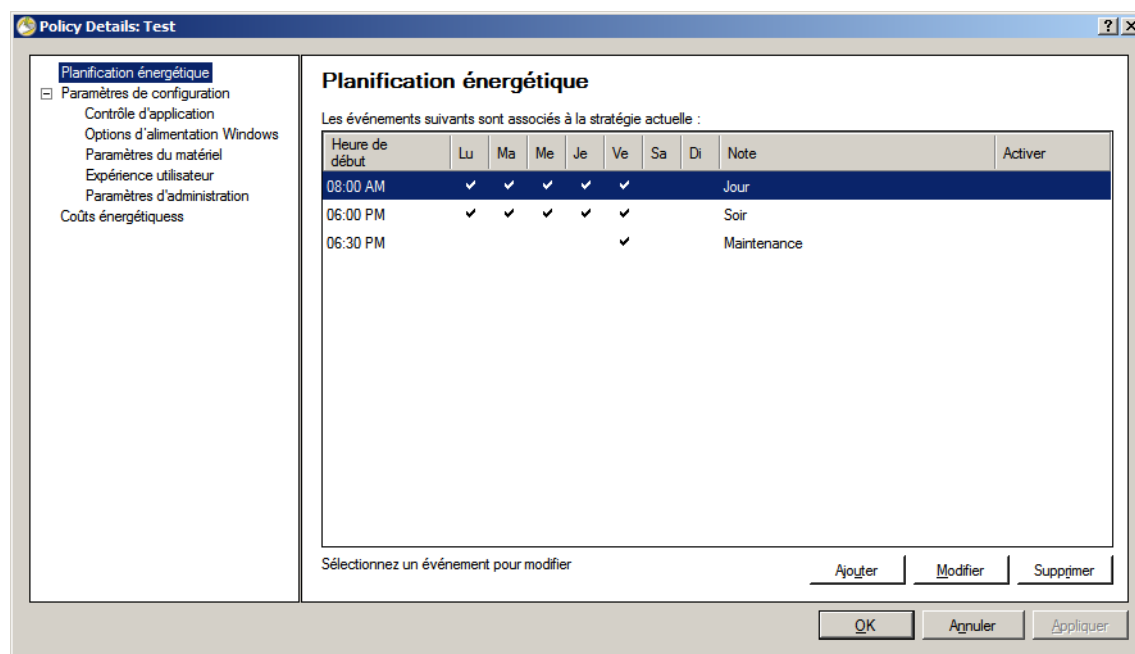 Policy Details: Test
Planification énergétique
Paramètres de configuration
Contrôle d'application
Options d'alimentation Windows
Paramètres du matériel
Expérience utilisateur
Paramètres d'administration
Coûts énergétiquess
Planification énergétique
Les événements suivants sont associés à la stratégie actuelle :
Heure de début Lu Ma Me Je Ve Sa Di Note Activer
08:00 AM ✔ ✔ ✔ ✔ ✔ Jour
06:00 PM ✔ ✔ ✔ ✔ ✔ Soir
06:30 PM ✔ Maintenance
Sélectionnez un événement pour modifier
Ajouter Modifier Supprimer
OK Annuler Appliquer